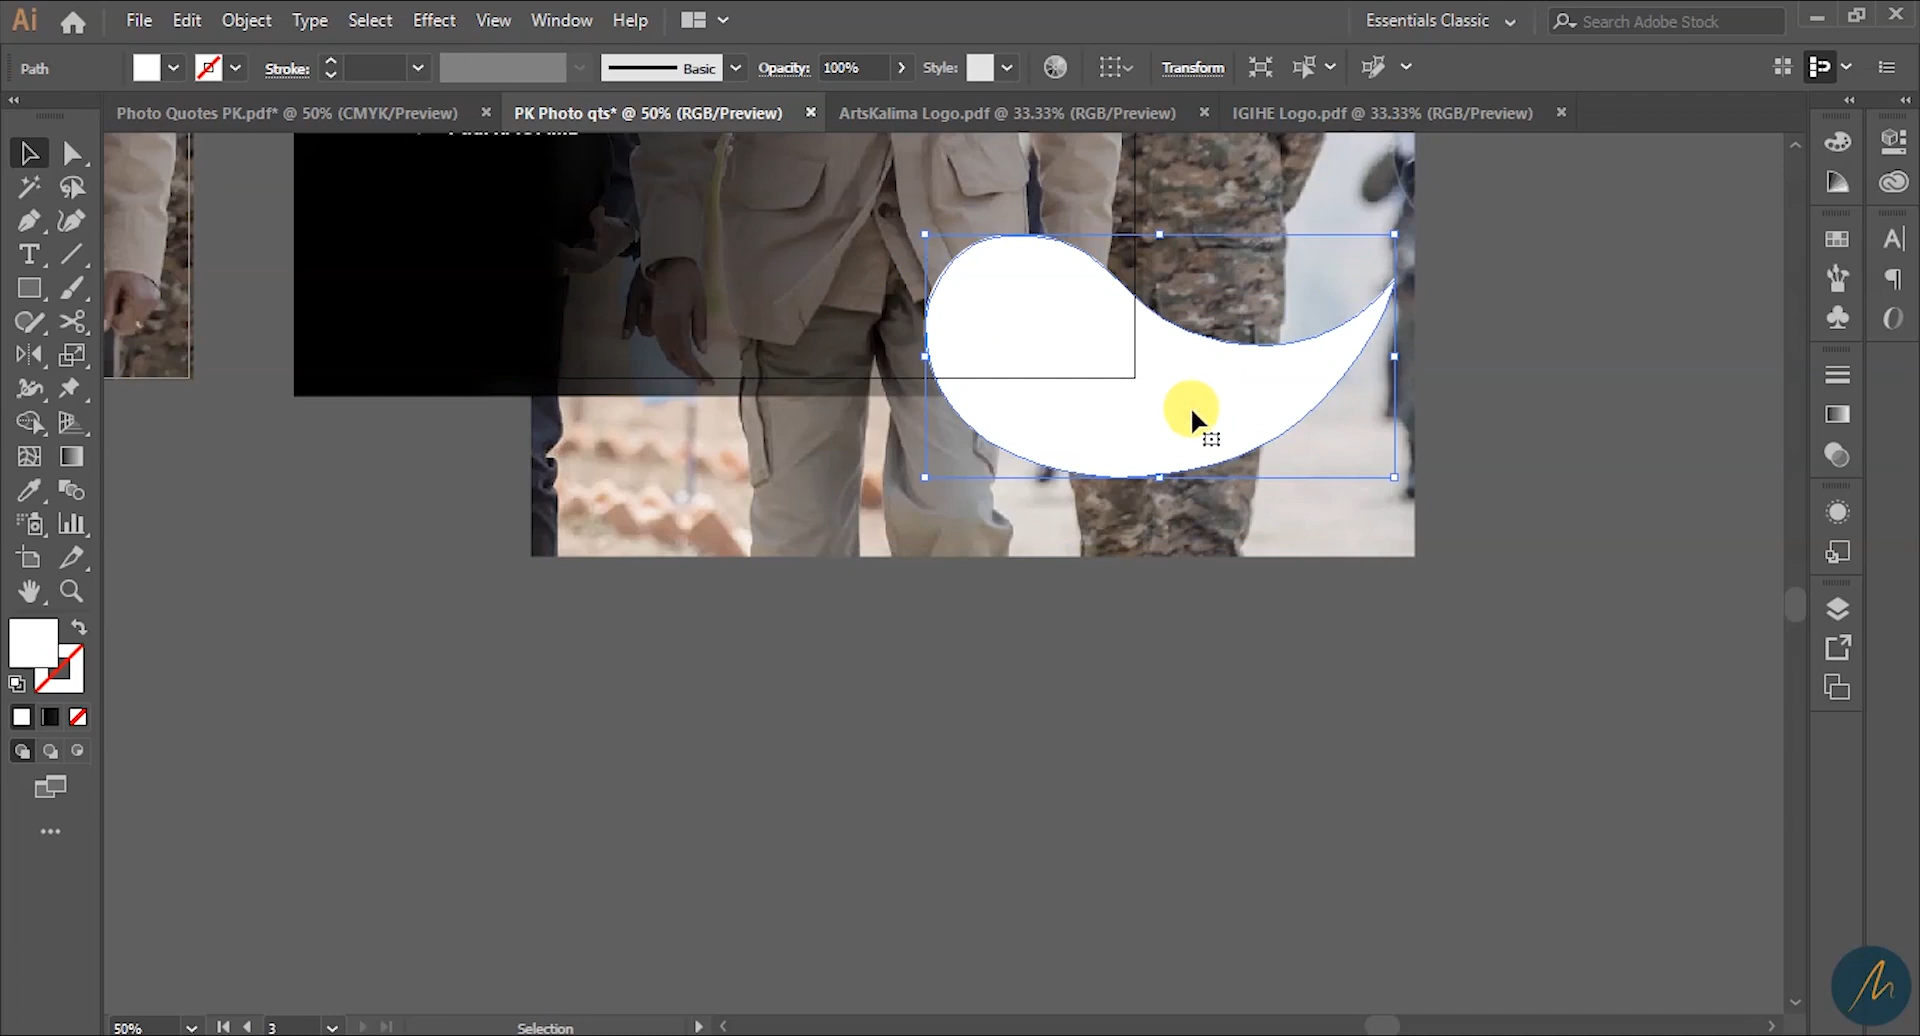 Ai File Edit Object Type Select Effect View Window Help Essentials Classic Search Adobe Stock
Path Stroke: Basic Opacity: 100% Style: Transform
Photo Quotes PK.pdf* @ 50% (CMYK/Preview) PK Photo qts* @ 50% (RGB/Preview) ArtsKalima Logo.pdf @ 33.33% (RGB/Preview) IGIHE Logo.pdf @ 33.33% (RGB/Preview)
50% 3 Selection